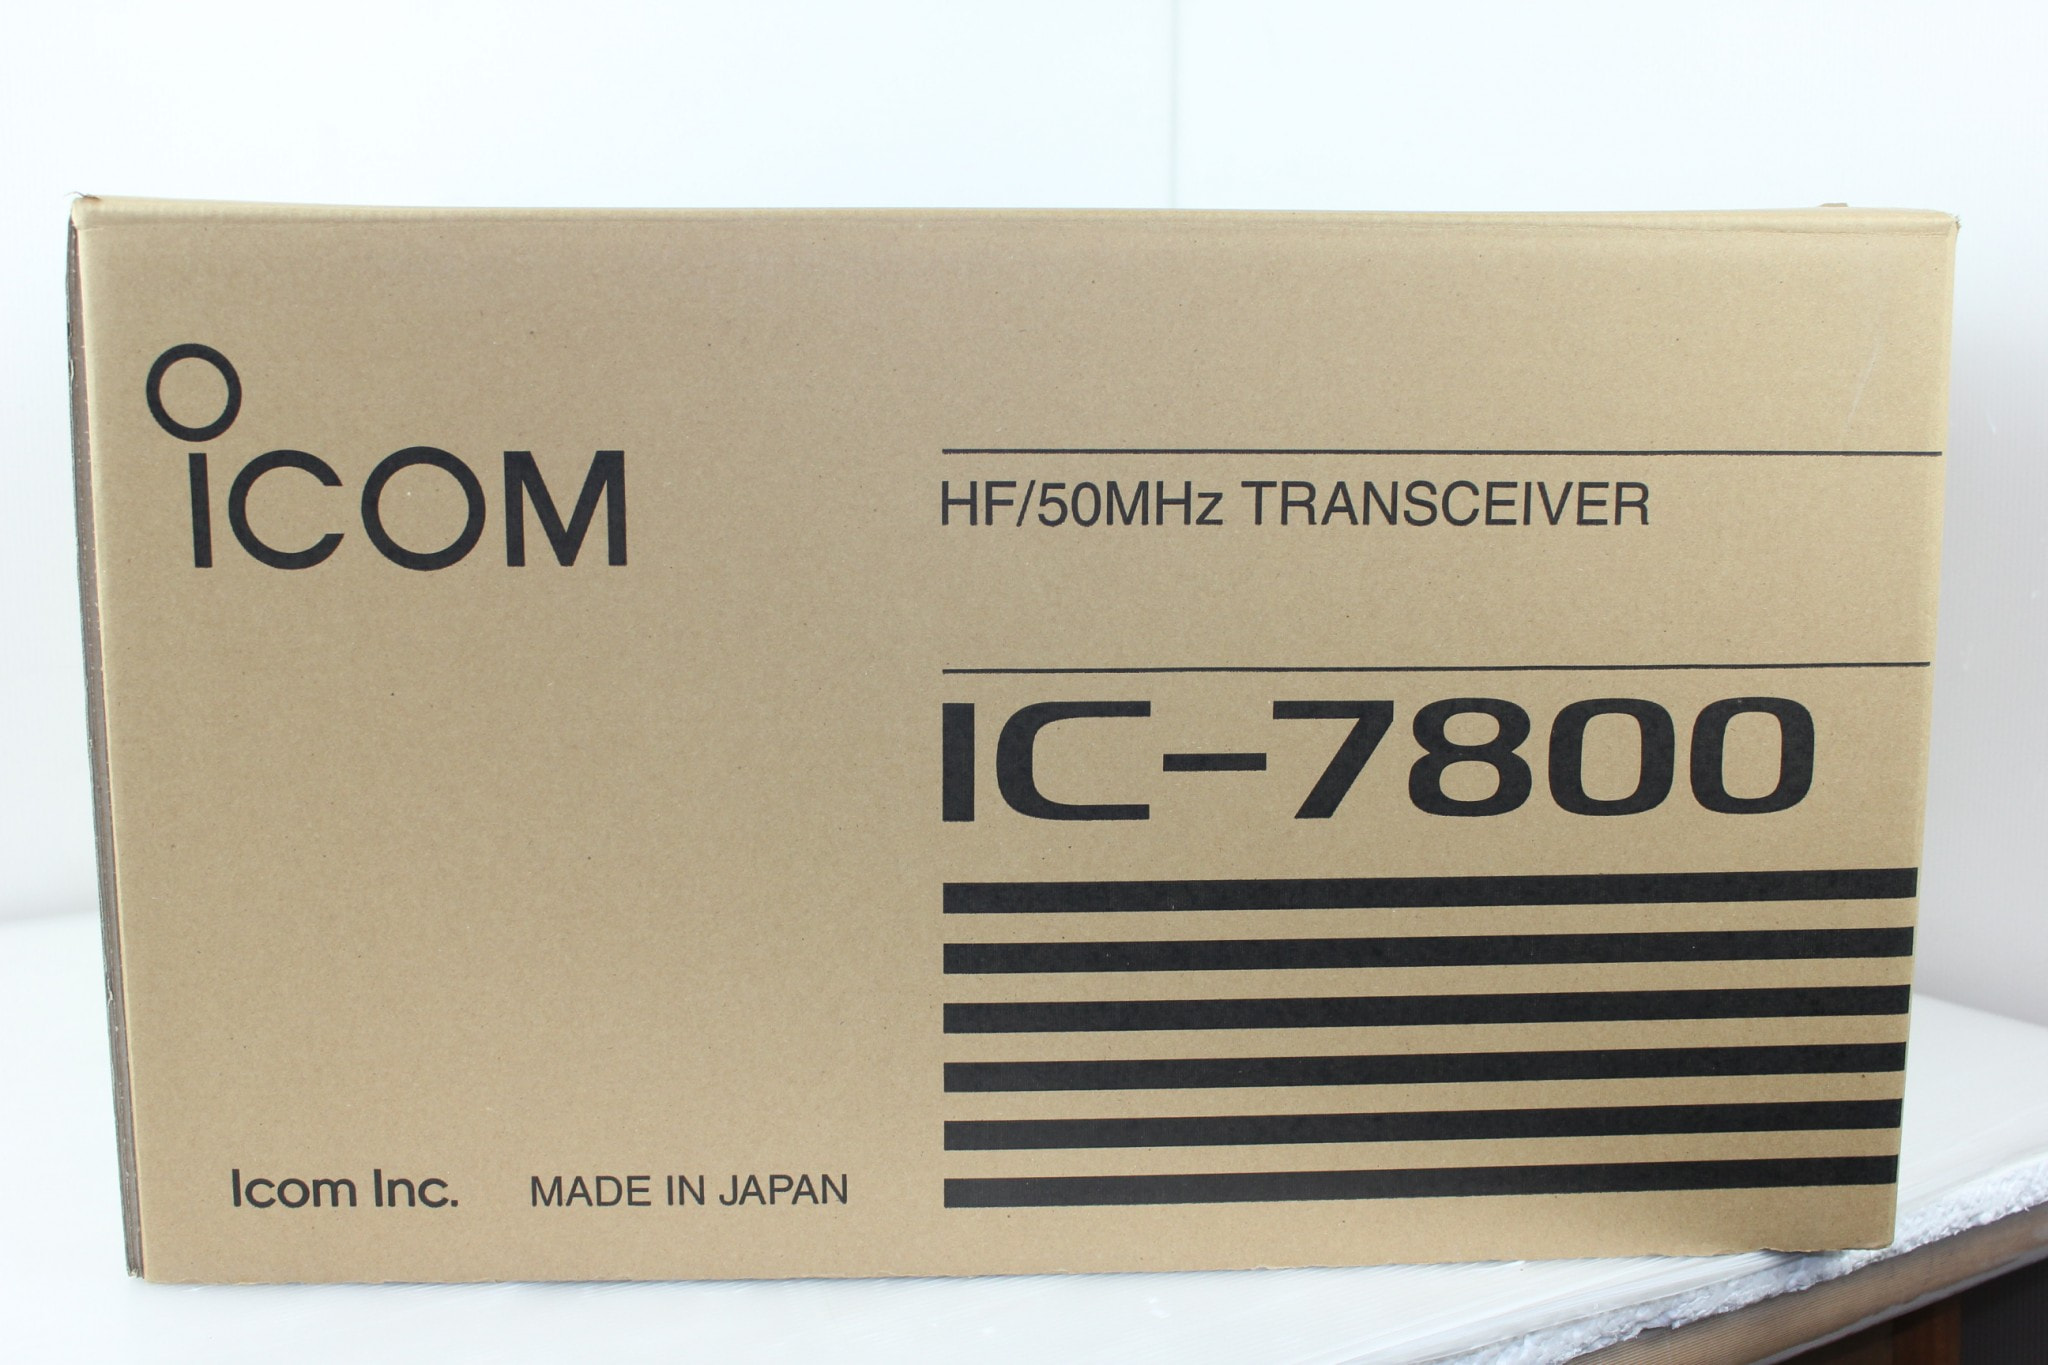 ICOM
HF/50MHz TRANSCEIVER
IC-7800
Icom Inc. MADE IN JAPAN